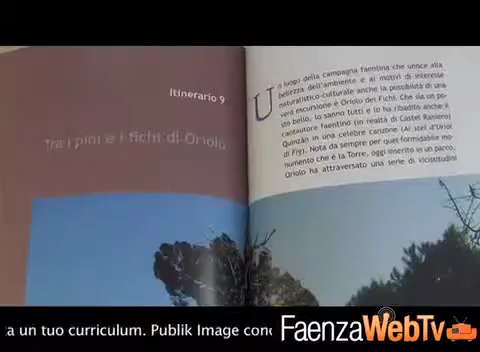 Itinerario 9
Tra i pini e i fichi di Oriolo
Un luogo della campagna faentina che unisce alla
bellezza dell'ambiente e ai motivi di interesse
naturalistico-culturale anche la possibilità di una
vera escursione è Oriolo dei Fichi. Che sia un po-
sto bello, lo sanno tutti e lo ha ribadito anche il
cantautore faentino (in realtà di Castel Raniero)
Quinzân in una celebre canzone (Al stël d'Uriol
di Fig). Nota da sempre per quel formidabile mo-
numento che è la Torre, oggi inserito in un parco,
Oriolo ha attraversato una serie di vicissitudini
a un tuo curriculum. Publik Image con
FaenzaWebTv